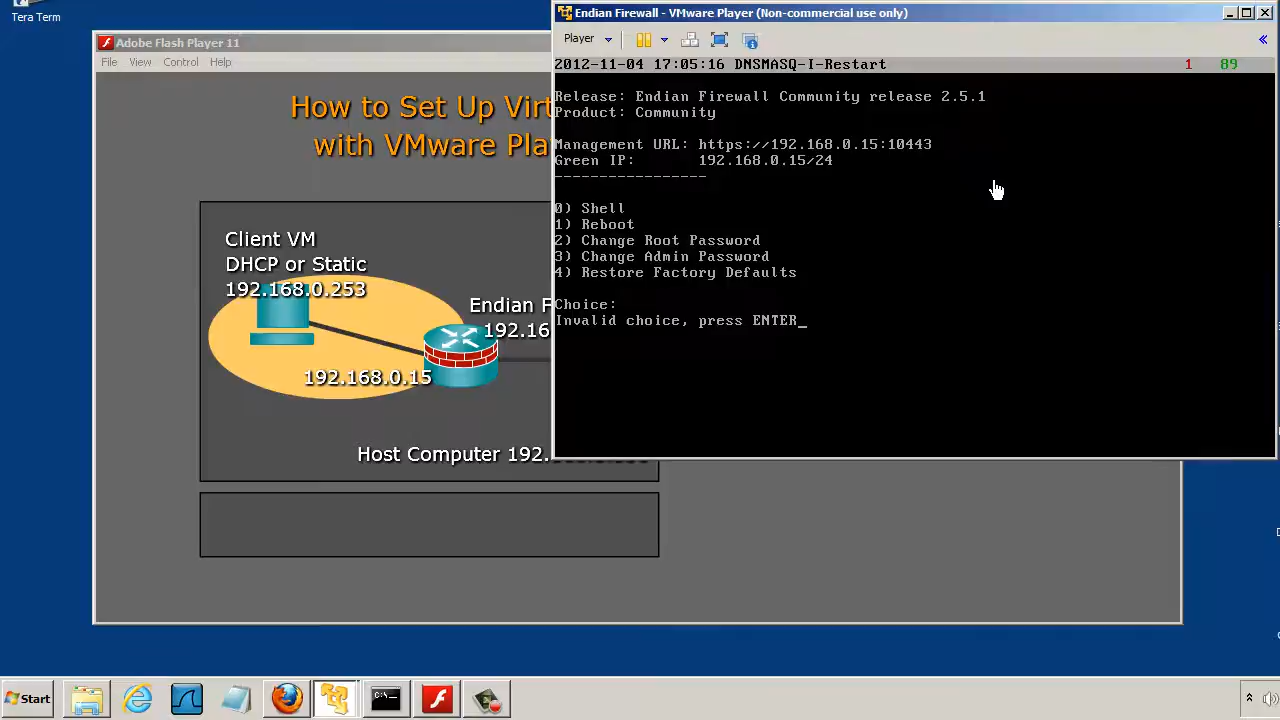 Tera Term
Adobe Flash Player 11
File View Control Help
How to Set Up Virt
with VMware Pla
Client VM
DHCP or Static
192.168.0.253
Endian F
192.16
192.168.0.15
Host Computer 192.
Endian Firewall - VMware Player (Non-commercial use only)
Player
2012-11-04 17:05:16 DNSMASQ-I-Restart 1 89
Release: Endian Firewall Community release 2.5.1
Product: Community
Management URL: https://192.168.0.15:10443
Green IP: 192.168.0.15/24
-----------------
0) Shell
1) Reboot
2) Change Root Password
3) Change Admin Password
4) Restore Factory Defaults
Choice:
Invalid choice, press ENTER_
Start